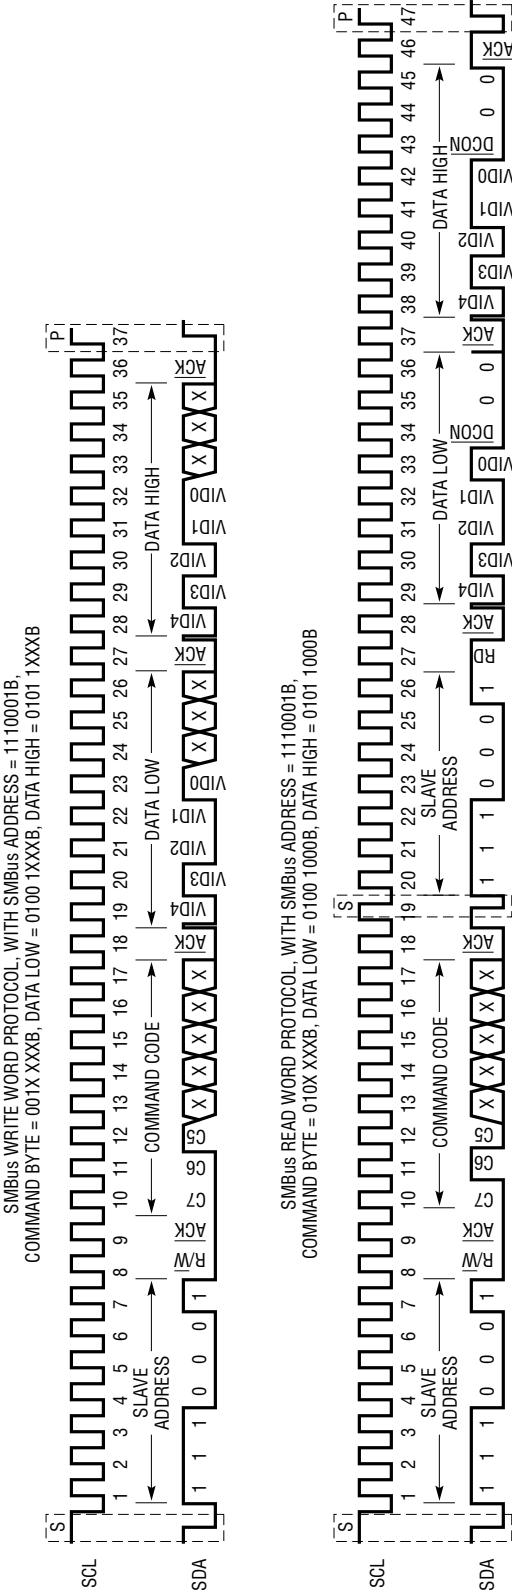 SMBus WRITE WORD PROTOCOL, WITH SMBus ADDRESS = 1110001B,
COMMAND BYTE = 001X XXXB, DATA LOW = 0100 1XXXB, DATA HIGH = 0101 1XXXB
S P
SCL
1 2 3 4 5 6 7 8 9 10 11 12 13 14 15 16 17 18 19 20 21 22 23 24 25 26 27 28 29 30 31 32 33 34 35 36 37
SLAVE
ADDRESS
COMMAND CODE
DATA LOW
DATA HIGH
SDA
1 1 1 0 0 0 1 R/W ACK C7 C6 C5 X X X X X ACK VID4 VID3 VID2 VID1 VID0 X X X ACK VID4 VID3 VID2 VID1 VID0 X X X ACK
SMBus READ WORD PROTOCOL, WITH SMBus ADDRESS = 1110001B,
COMMAND BYTE = 010X XXXB, DATA LOW = 0100 1000B, DATA HIGH = 0101 1000B
S S P
SCL
1 2 3 4 5 6 7 8 9 10 11 12 13 14 15 16 17 18 19 20 21 22 23 24 25 26 27 28 29 30 31 32 33 34 35 36 37 38 39 40 41 42 43 44 45 46 47
SLAVE
ADDRESS
COMMAND CODE
SLAVE
ADDRESS
DATA LOW
DATA HIGH
SDA
1 1 1 0 0 0 1 R/W ACK C7 C6 C5 X X X X X ACK 1 1 1 0 0 0 1 RD ACK VID4 VID3 VID2 VID1 VID0 DCON 0 0 ACK VID4 VID3 VID2 VID1 VID0 DCON 0 0 ACK